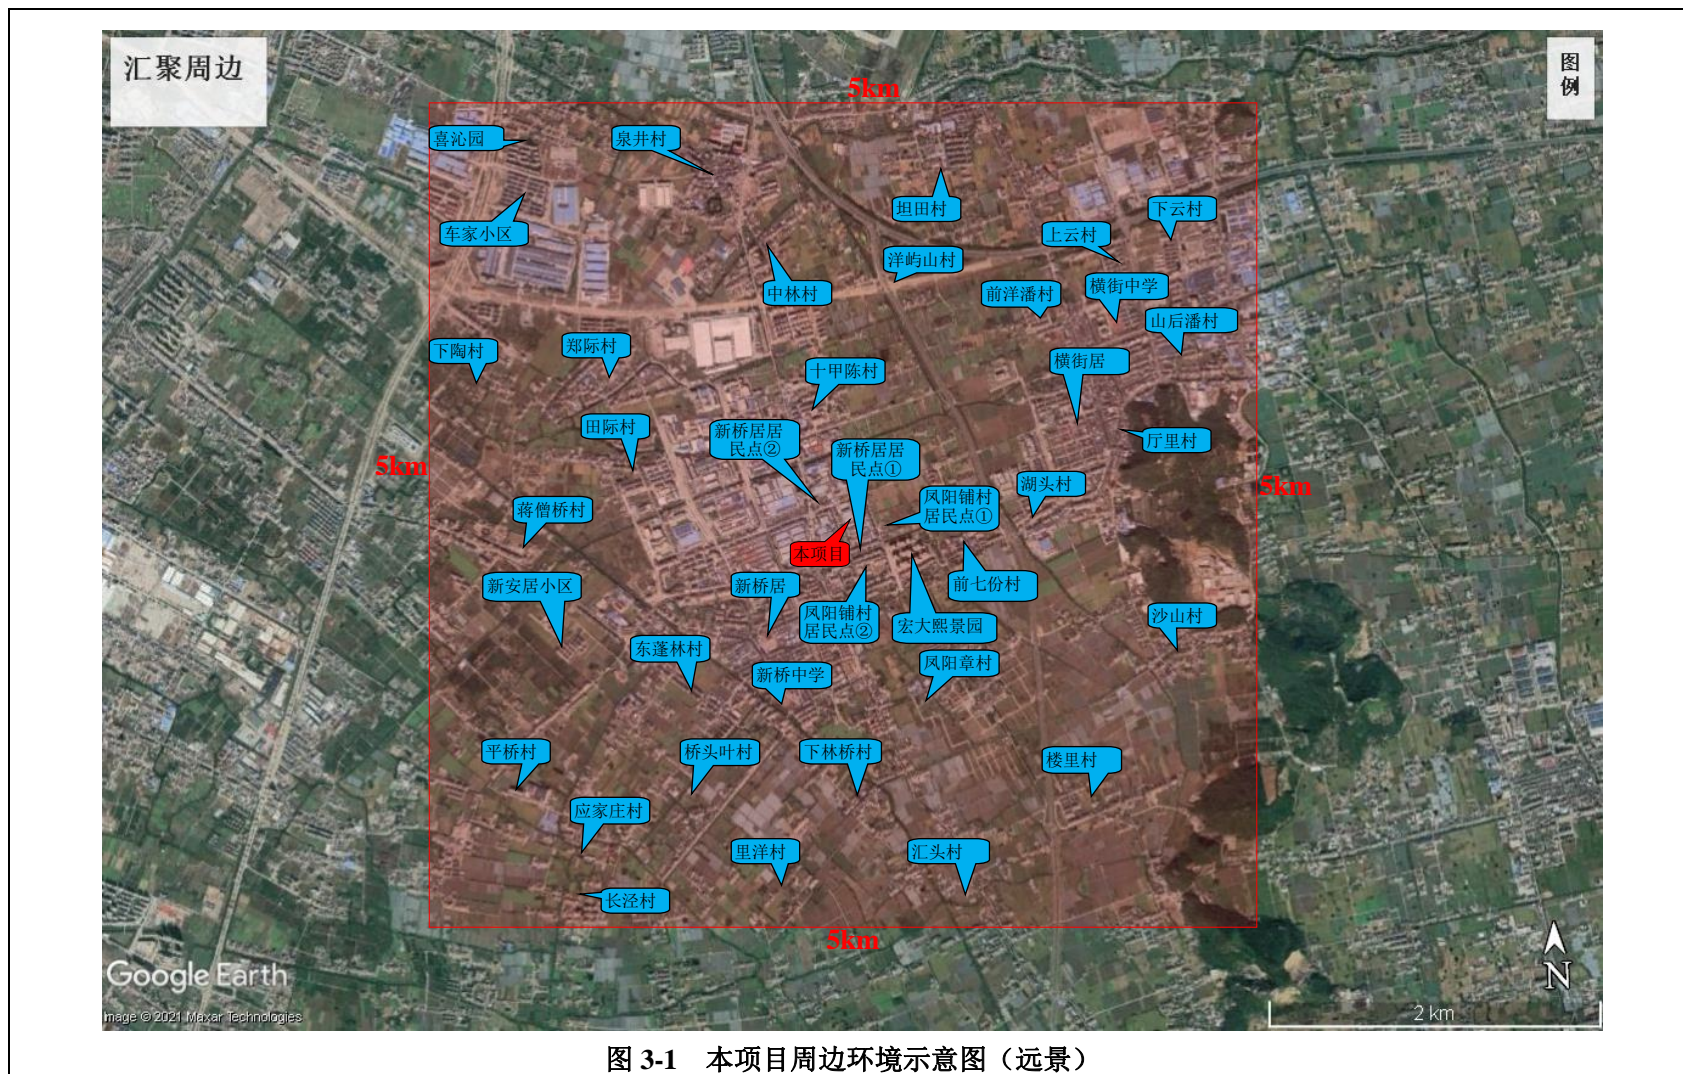 汇聚周边
图
例
5km
喜沁园
泉井村
坦田村
下云村
车家小区
上云村
洋屿山村
中林村
前洋潘村
横街中学
山后潘村
下陶村
郑际村
横街居
十甲陈村
田际村
新桥居居
民点②
新桥居居
民点①
厅里村
5km
5km
湖头村
蒋僧桥村
凤阳铺村
居民点①
本项目
新安居小区
新桥居
前七份村
凤阳铺村
居民点②
宏大熙景园
沙山村
东蓬林村
凤阳章村
新桥中学
平桥村
桥头叶村
下林桥村
楼里村
应家庄村
里洋村
汇头村
长泾村
5km
N
Google Earth
Image © 2021 Maxar Technologies
2 km
图 3-1 本项目周边环境示意图（远景）